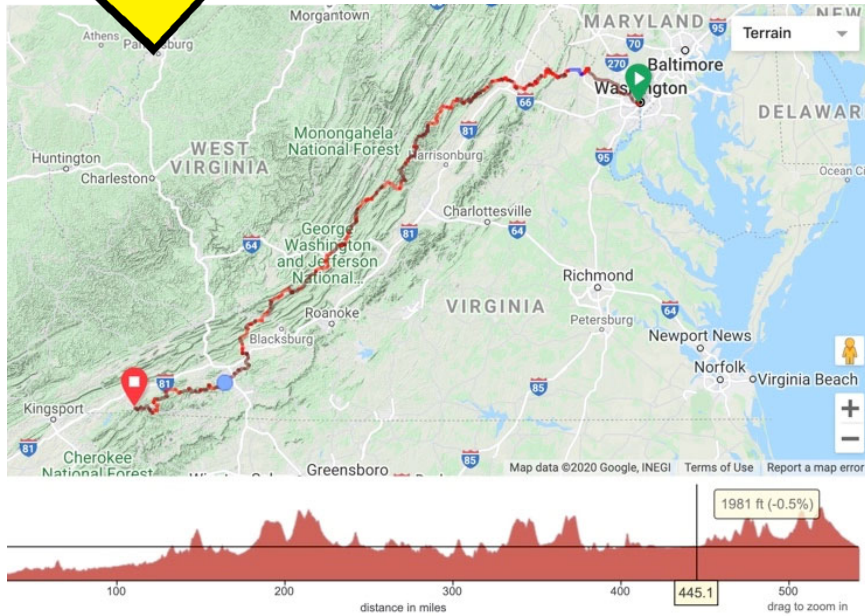 Morgantown
MARYLAND
NEW
95
Athens
Parkersburg
70
Terrain
270
Baltimore
Washington
66
DELAWAR
81
WEST
VIRGINIA
Monongahela
National Forest
Harrisonburg
Huntington
Charleston
95
Ocean C
Charlottesville
George
Washington
and Jefferson
National...
64
81
64
Richmond
VIRGINIA
64
Roanoke
Petersburg
Blacksburg
Newport News
Norfolk
Virginia Beach
81
85
Kingsport
81
Cherokee
National Forest
85
Greensboro
Map data ©2020 Google, INEGI
Terms of Use
Report a map error
1981 ft (-0.5%)
100
200
300
400
445.1
500
distance in miles
drag to zoom in